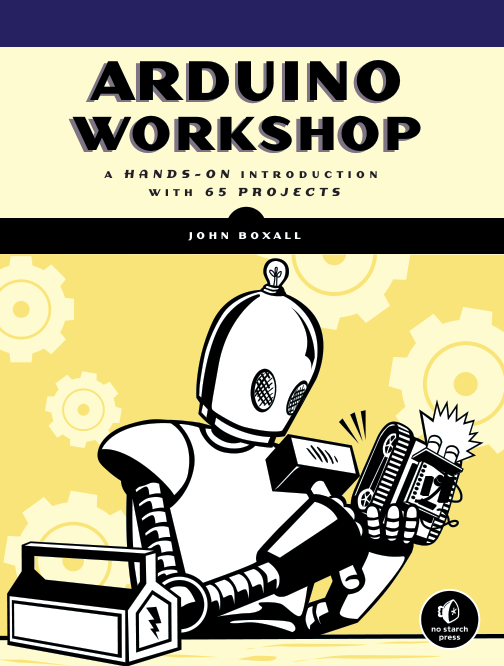 ARDUINO
WORKSHOP
A HANDS-ON INTRODUCTION
WITH 65 PROJECTS
JOHN BOXALL
no starch
press